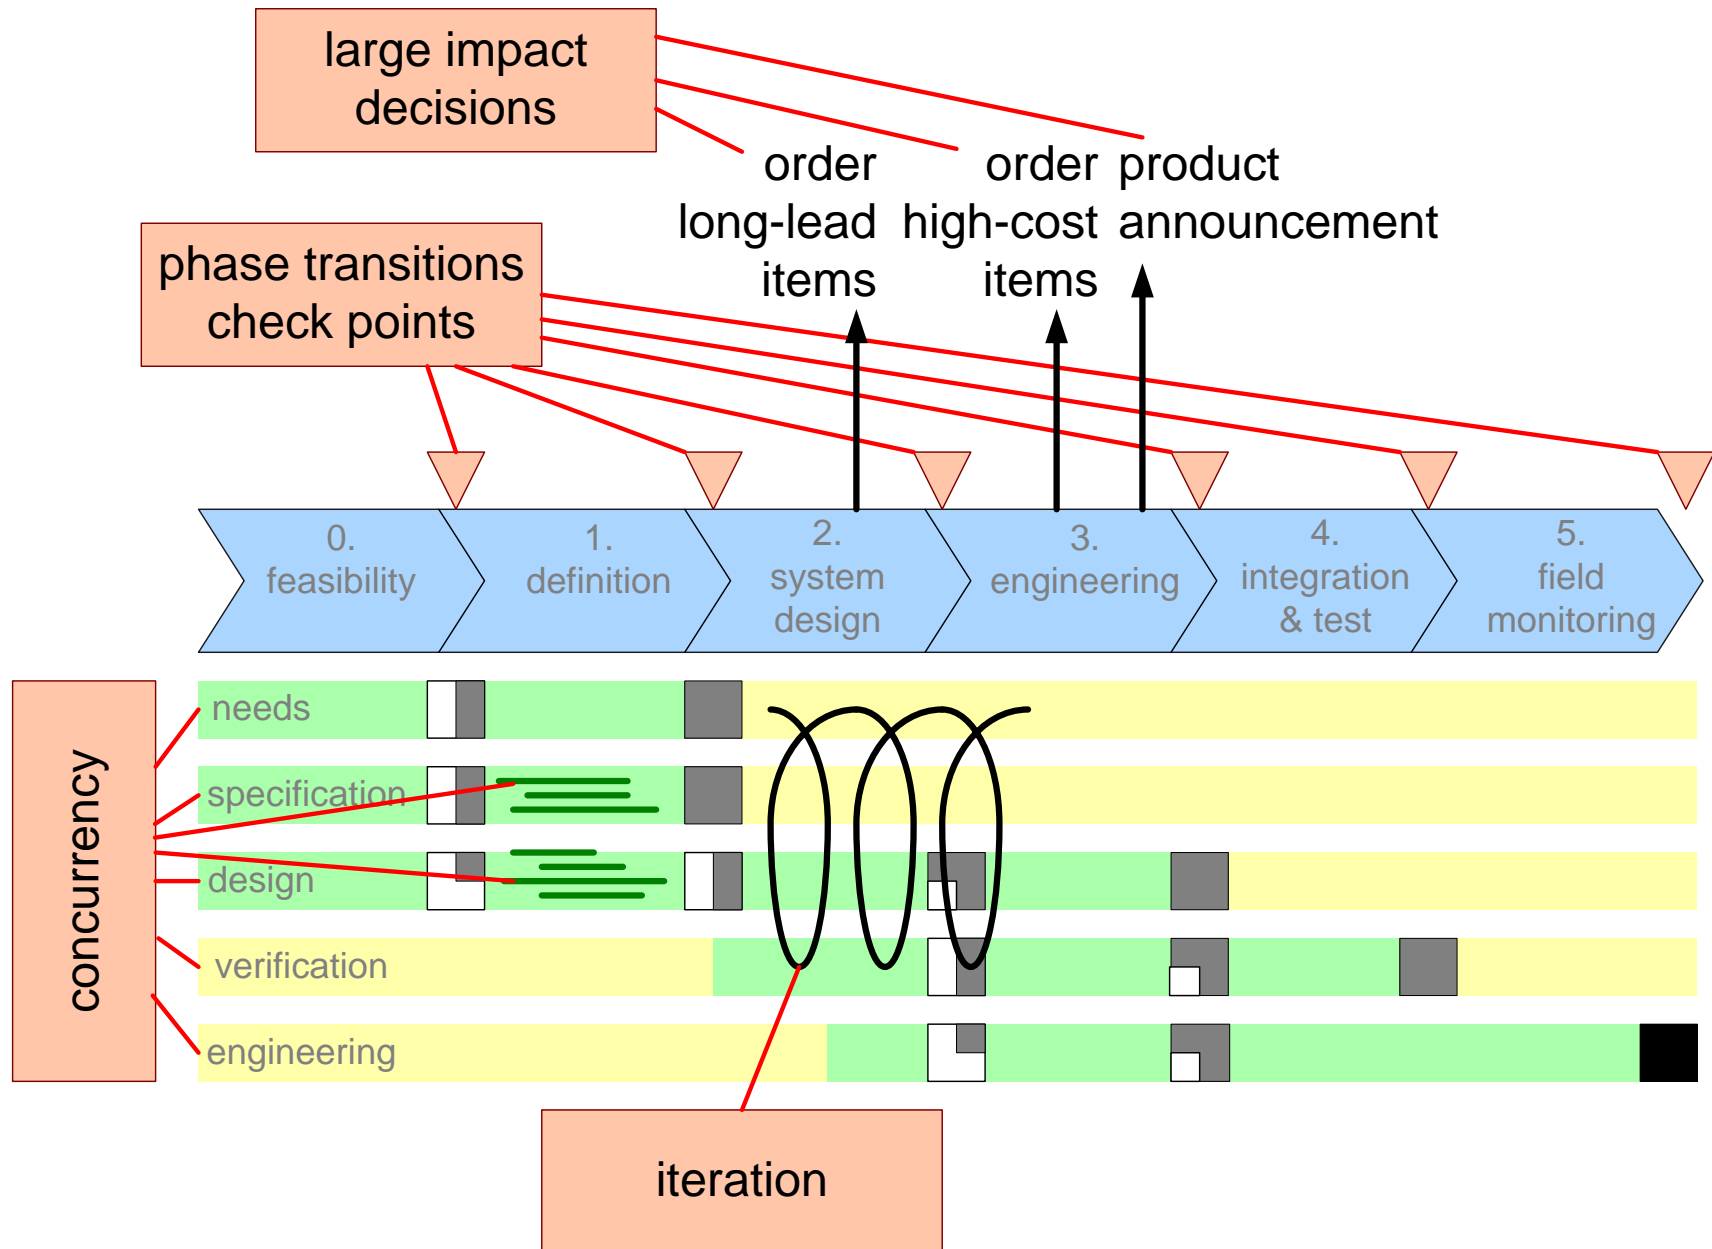 large impact
decisions
order
long-lead
items
order
high-cost
items
product
announcement
phase transitions
check points
0.
feasibility
1.
definition
2.
system
design
3.
engineering
4.
integration
& test
5.
field
monitoring
concurrency
needs
specification
design
verification
engineering
iteration